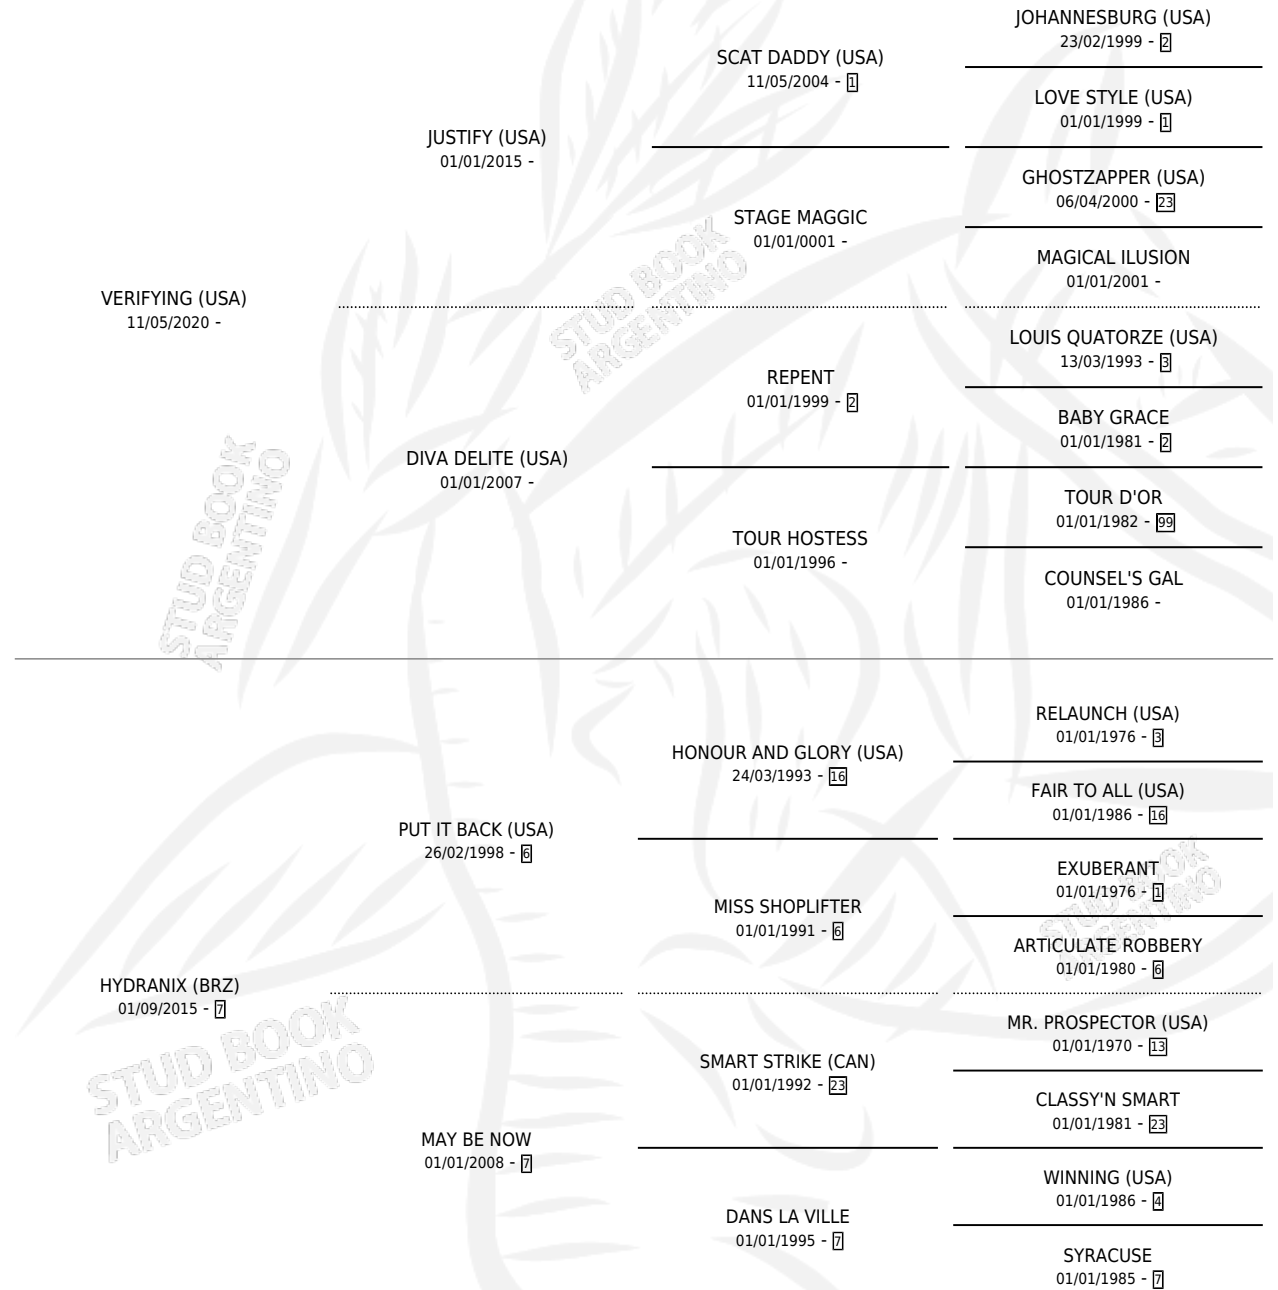 JOHANNESBURG (USA)
23/02/1999 - 2
SCAT DADDY (USA)
11/05/2004 - 1
LOVE STYLE (USA)
01/01/1999 - 1
JUSTIFY (USA)
01/01/2015 -
GHOSTZAPPER (USA)
06/04/2000 - 23
STAGE MAGGIC
01/01/0001 -
MAGICAL ILUSION
01/01/2001 -
VERIFYING (USA)
11/05/2020 -
LOUIS QUATORZE (USA)
13/03/1993 - 3
REPENT
01/01/1999 - 2
BABY GRACE
01/01/1981 - 2
DIVA DELITE (USA)
01/01/2007 -
TOUR D'OR
01/01/1982 - 99
TOUR HOSTESS
01/01/1996 -
COUNSEL'S GAL
01/01/1986 -
RELAUNCH (USA)
01/01/1976 - 3
HONOUR AND GLORY (USA)
24/03/1993 - 16
FAIR TO ALL (USA)
01/01/1986 - 16
PUT IT BACK (USA)
26/02/1998 - 6
EXUBERANT
01/01/1976 - 1
MISS SHOPLIFTER
01/01/1991 - 6
ARTICULATE ROBBERY
01/01/1980 - 6
HYDRANIX (BRZ)
01/09/2015 - 7
MR. PROSPECTOR (USA)
01/01/1970 - 13
SMART STRIKE (CAN)
01/01/1992 - 23
CLASSY'N SMART
01/01/1981 - 23
MAY BE NOW
01/01/2008 - 7
WINNING (USA)
01/01/1986 - 4
DANS LA VILLE
01/01/1995 - 7
SYRACUSE
01/01/1985 - 7
STUD BOOK
ARGENTINO
STUD BOOK
ARGENTINO
STUD BOOK
ARGENTINO
STUD BOOK
ARGENTINO